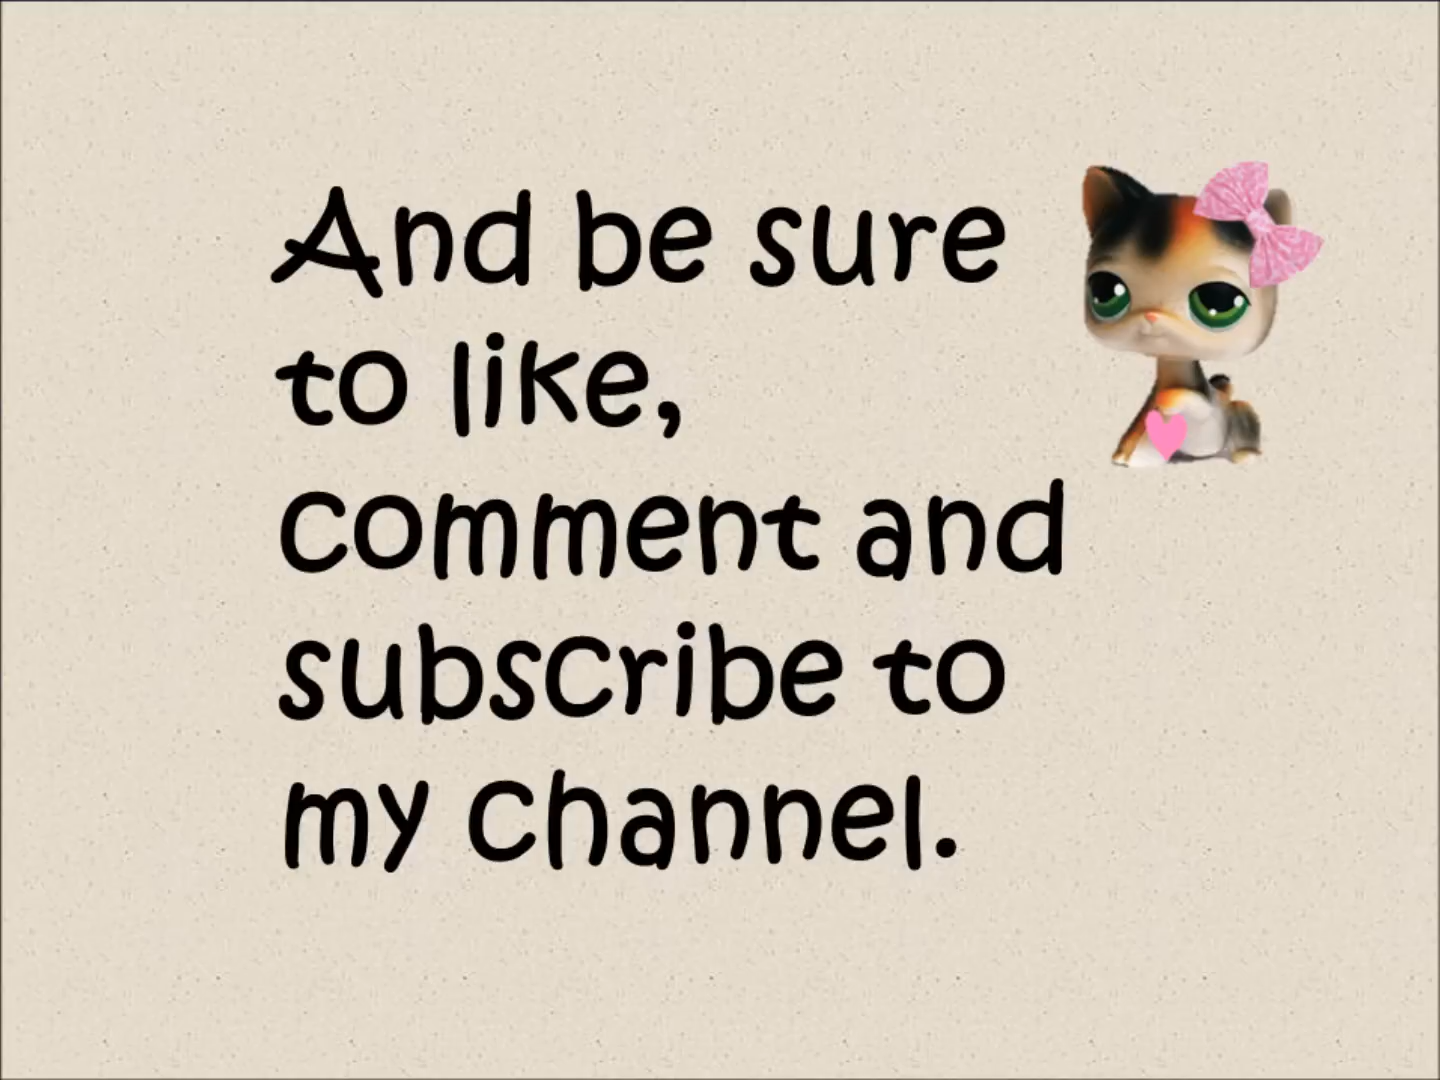 And be sure
to like,
comment and
subscribe to
my channel.